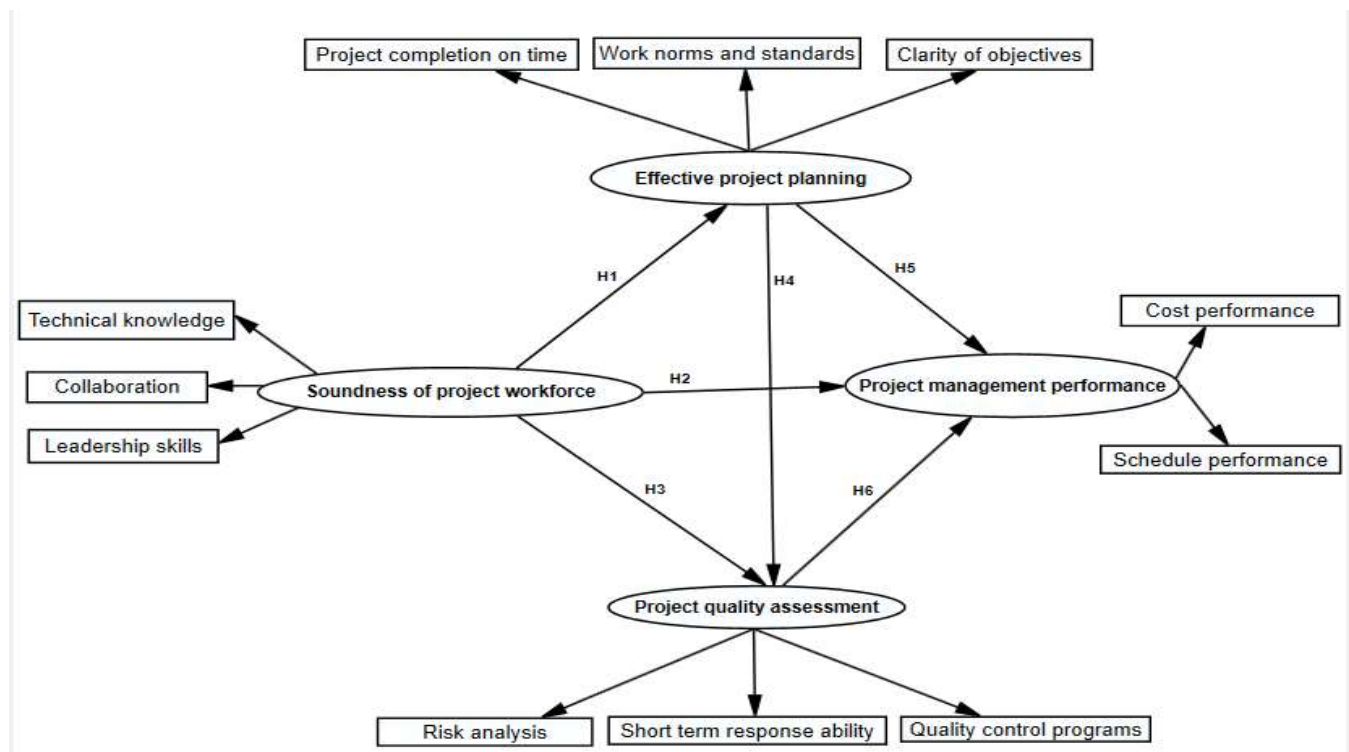 Project completion on time
Work norms and standards
Clarity of objectives
Effective project planning
H1
H4
H5
Technical knowledge
Cost performance
Collaboration
Soundness of project workforce
H2
Project management performance
Leadership skills
Schedule performance
H3
H6
Project quality assessment
Risk analysis
Short term response ability
Quality control programs